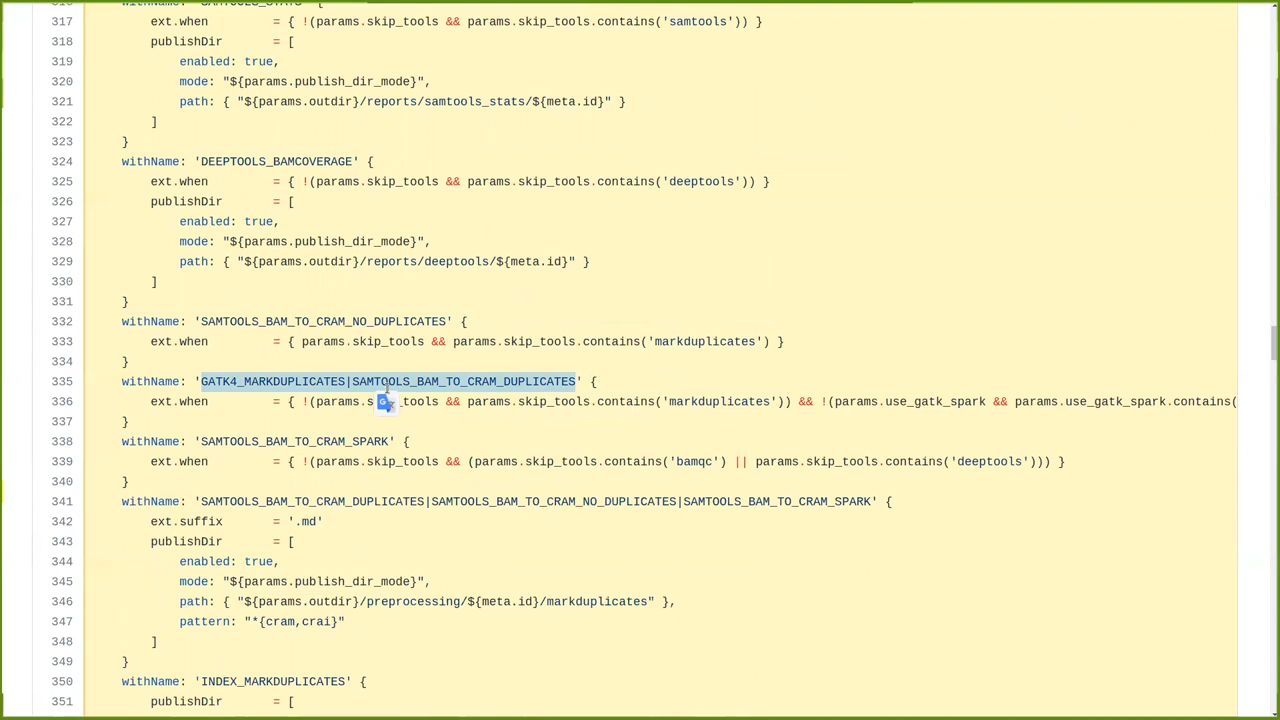 316 withName: 'SAMTOOLS_STATS' {
317 ext.when = { !(params.skip_tools && params.skip_tools.contains('samtools')) }
318 publishDir = [
319 enabled: true,
320 mode: "${params.publish_dir_mode}",
321 path: { "${params.outdir}/reports/samtools_stats/${meta.id}" }
322 ]
323 }
324 withName: 'DEEPTOOLS_BAMCOVERAGE' {
325 ext.when = { !(params.skip_tools && params.skip_tools.contains('deeptools')) }
326 publishDir = [
327 enabled: true,
328 mode: "${params.publish_dir_mode}",
329 path: { "${params.outdir}/reports/deeptools/${meta.id}" }
330 ]
331 }
332 withName: 'SAMTOOLS_BAM_TO_CRAM_NO_DUPLICATES' {
333 ext.when = { params.skip_tools && params.skip_tools.contains('markduplicates') }
334 }
335 withName: 'GATK4_MARKDUPLICATES|SAMTOOLS_BAM_TO_CRAM_DUPLICATES' {
336 ext.when = { !(params.s _tools && params.skip_tools.contains('markduplicates')) && !(params.use_gatk_spark && params.use_gatk_spark.contains(
337 }
338 withName: 'SAMTOOLS_BAM_TO_CRAM_SPARK' {
339 ext.when = { !(params.skip_tools && (params.skip_tools.contains('bamqc') || params.skip_tools.contains('deeptools'))) }
340 }
341 withName: 'SAMTOOLS_BAM_TO_CRAM_DUPLICATES|SAMTOOLS_BAM_TO_CRAM_NO_DUPLICATES|SAMTOOLS_BAM_TO_CRAM_SPARK' {
342 ext.suffix = '.md'
343 publishDir = [
344 enabled: true,
345 mode: "${params.publish_dir_mode}",
346 path: { "${params.outdir}/preprocessing/${meta.id}/markduplicates" },
347 pattern: "*{cram,crai}"
348 ]
349 }
350 withName: 'INDEX_MARKDUPLICATES' {
351 publishDir = [